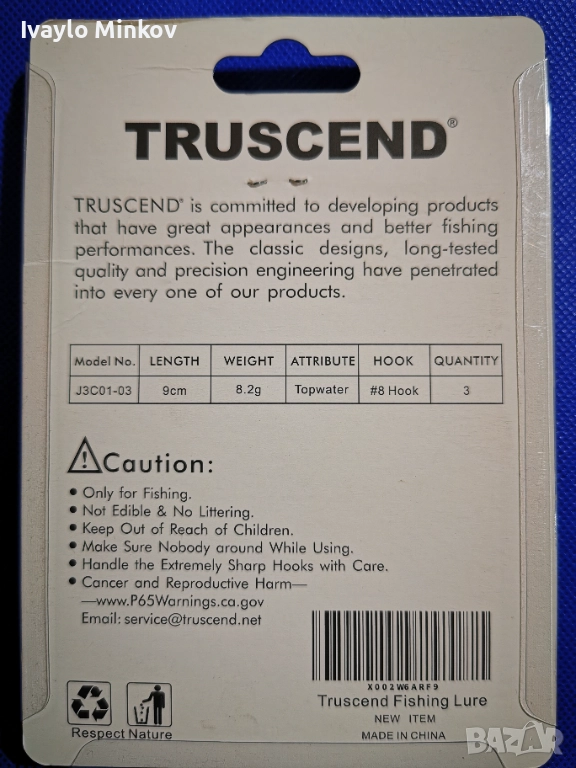 Ivaylo Minkov
TRUSCEND®
TRUSCEND® is committed to developing products
that have great appearances and better fishing
performances. The classic designs, long-tested
quality and precision engineering have penetrated
into every one of our products.
Model No. LENGTH WEIGHT ATTRIBUTE HOOK QUANTITY
J3C01-03 9cm 8.2g Topwater #8 Hook 3
Caution:
• Only for Fishing.
• Not Edible & No Littering.
• Keep Out of Reach of Children.
• Make Sure Nobody around While Using.
• Handle the Extremely Sharp Hooks with Care.
• Cancer and Reproductive Harm—
—www.P65Warnings.ca.gov
Email: service@truscend.net
X002W6ARF9
Truscend Fishing Lure
NEW ITEM
MADE IN CHINA
Respect Nature
BAZAR